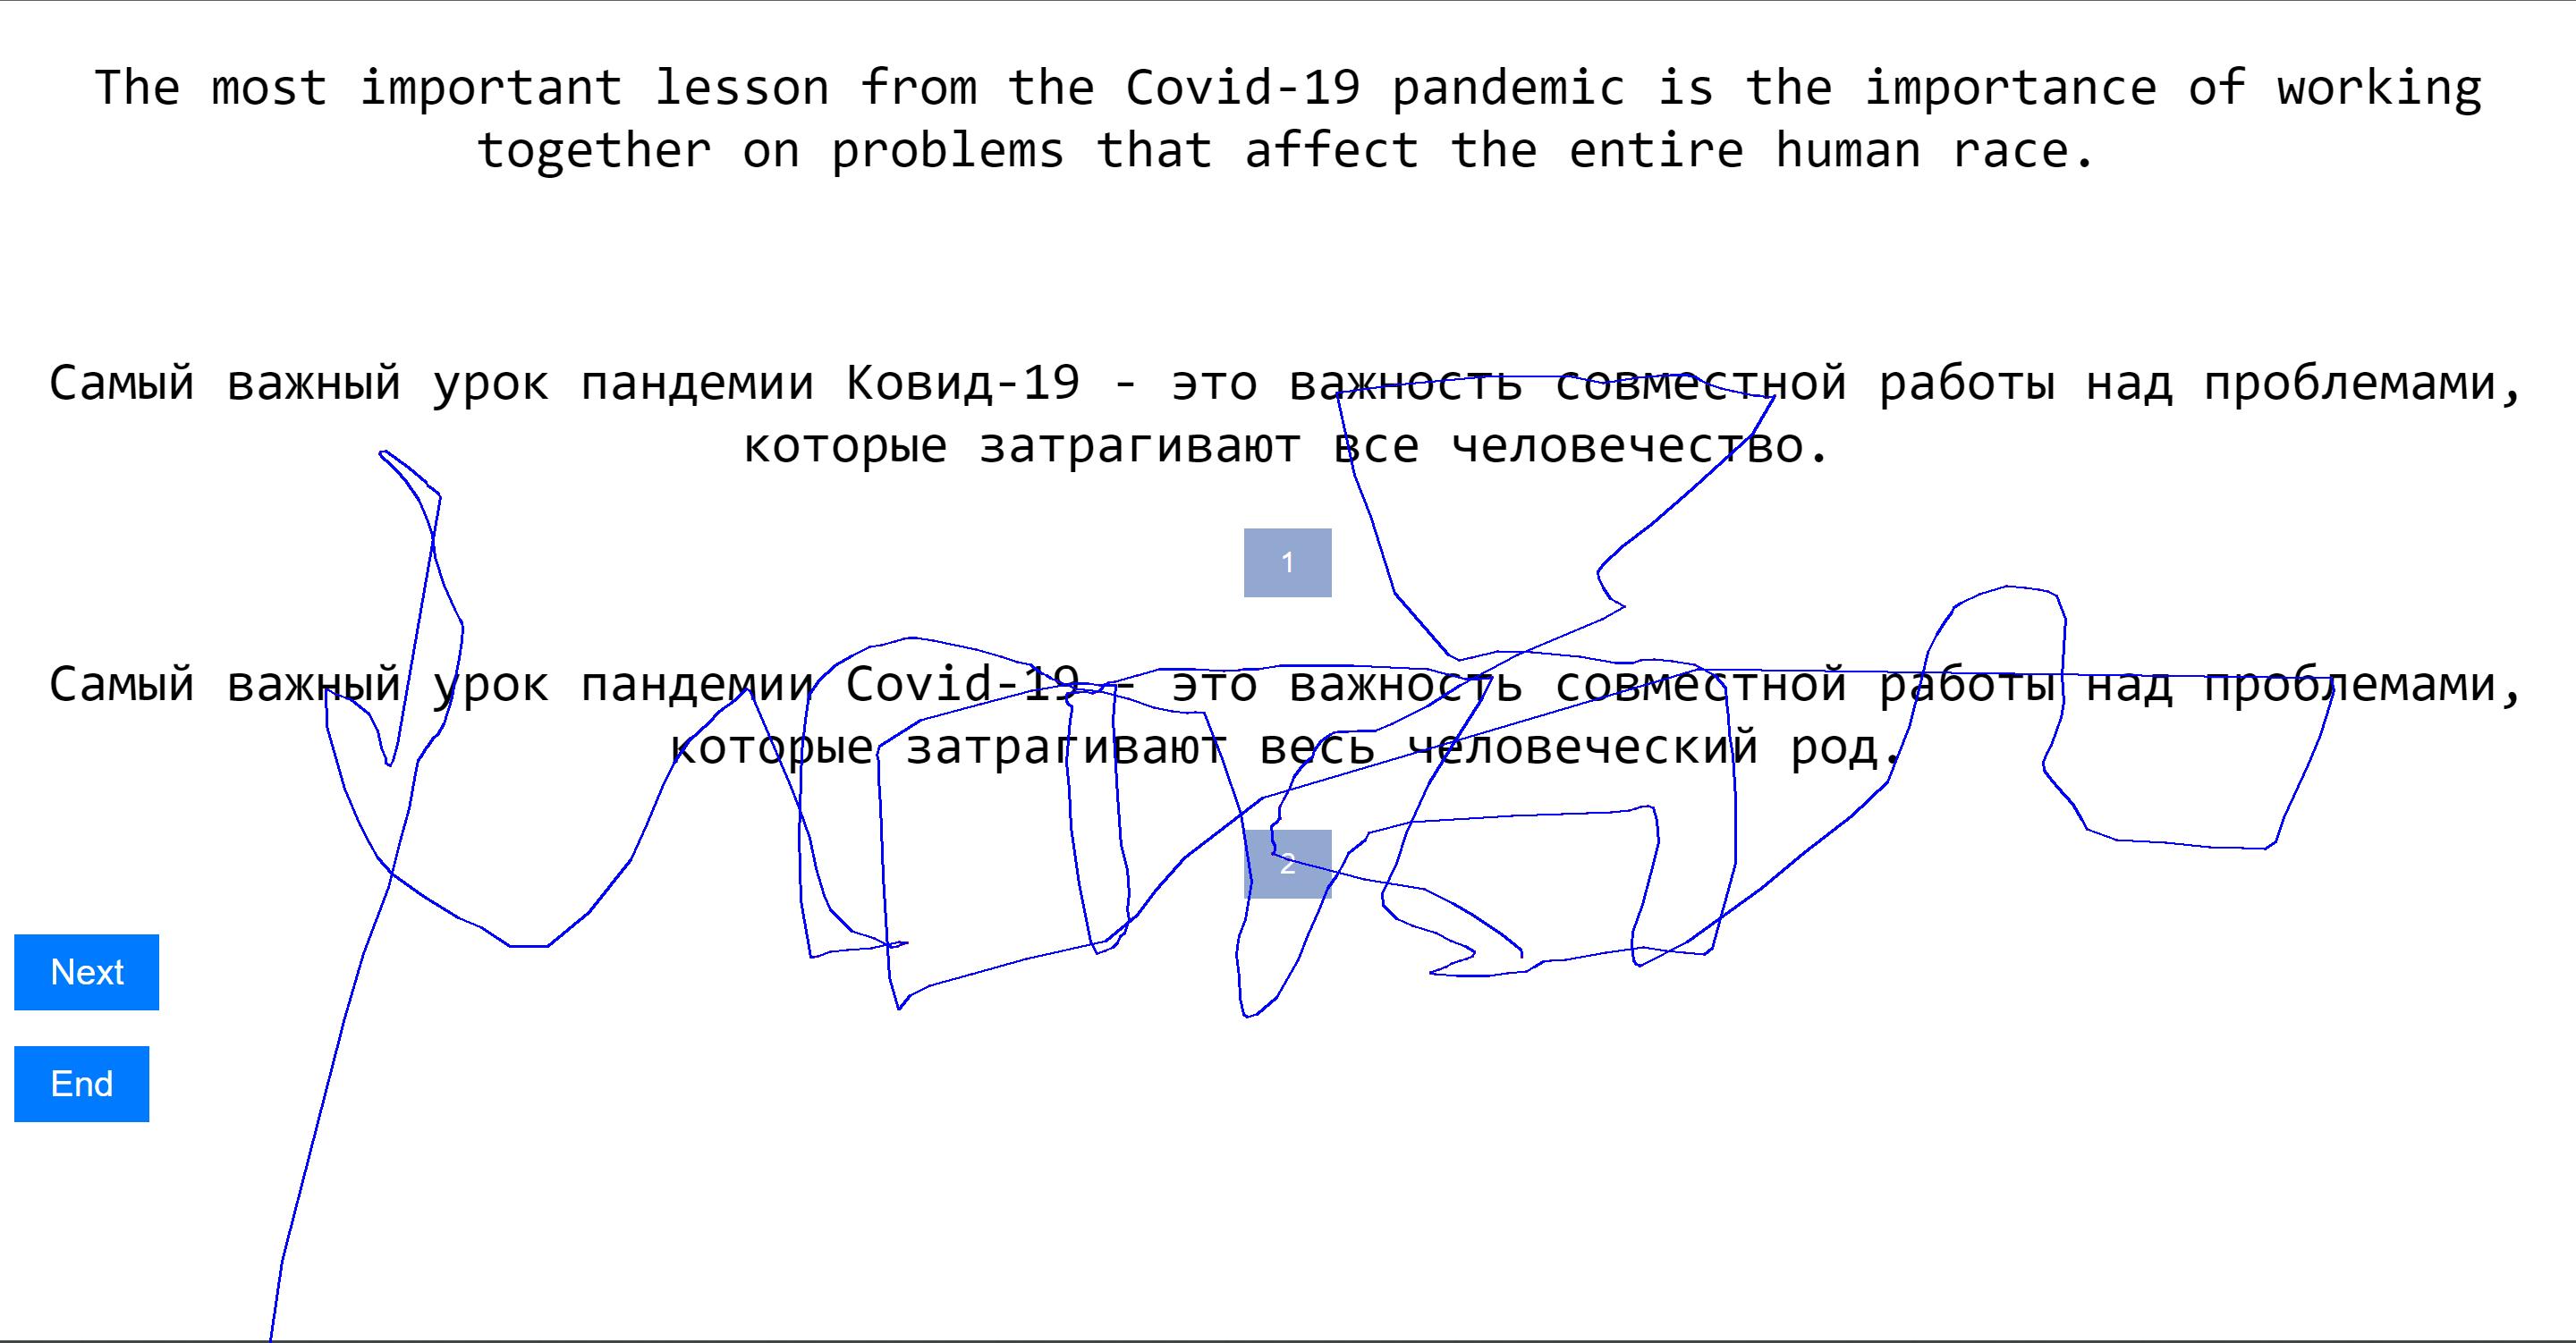 The most important lesson from the Covid-19 pandemic is the importance of working
together on problems that affect the entire human race.
Самый важный урок пандемии Ковид-19 - это важность совместной работы над проблемами,
которые затрагивают все человечество.
1
Самый важный урок пандемии Covid-19 - это важность совместной работы над проблемами,
которые затрагивают весь человеческий род.
2
Next
End